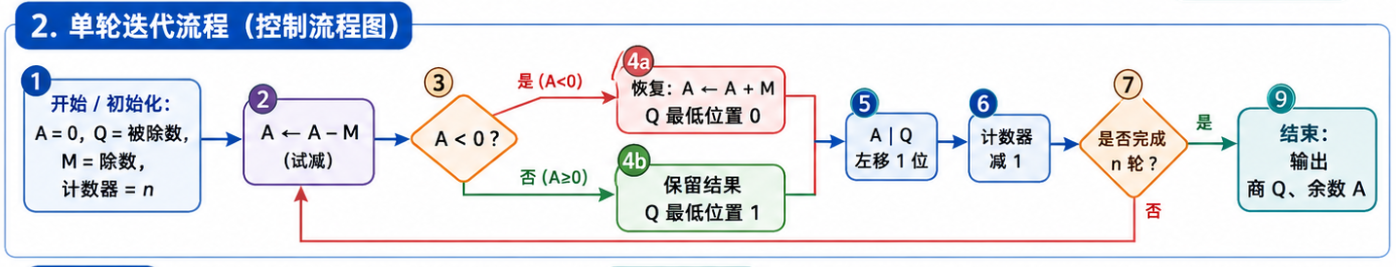 2. 单轮迭代流程（控制流程图）
1
开始 / 初始化：
A = 0, Q = 被除数,
M = 除数,
计数器 = n
2
A ← A − M
(试减)
3
A < 0 ?
是 (A<0)
否 (A≥0)
4a
恢复：A ← A + M
Q 最低位置 0
4b
保留结果
Q 最低位置 1
5
A | Q
左移 1 位
6
计数器
减 1
7
是否完成
n 轮？
是
否
9
结束：
输出
商 Q、余数 A